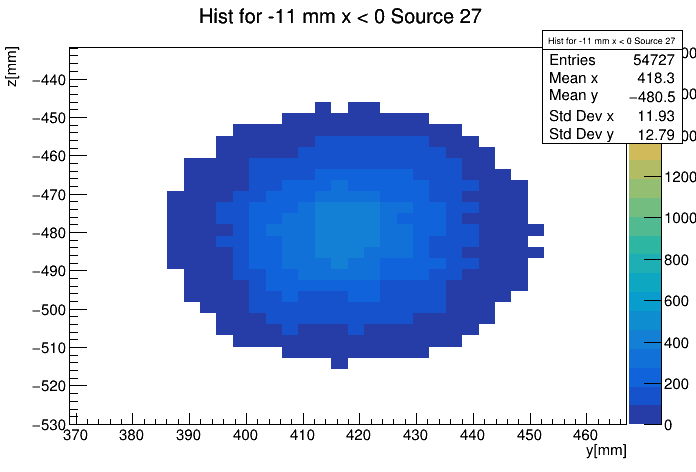 Hist for -11 mm x < 0 Source 27
Hist for -11 mm x < 0 Source 27
Entries 54727
Mean x 418.3
Mean y −480.5
Std Dev x 11.93
Std Dev y 12.79
z[mm]
−440
−450
−460
−470
−480
−490
−500
−510
−520
−530
370 380 390 400 410 420 430 440 450 460
y[mm]
1200
1000
800
600
400
200
0